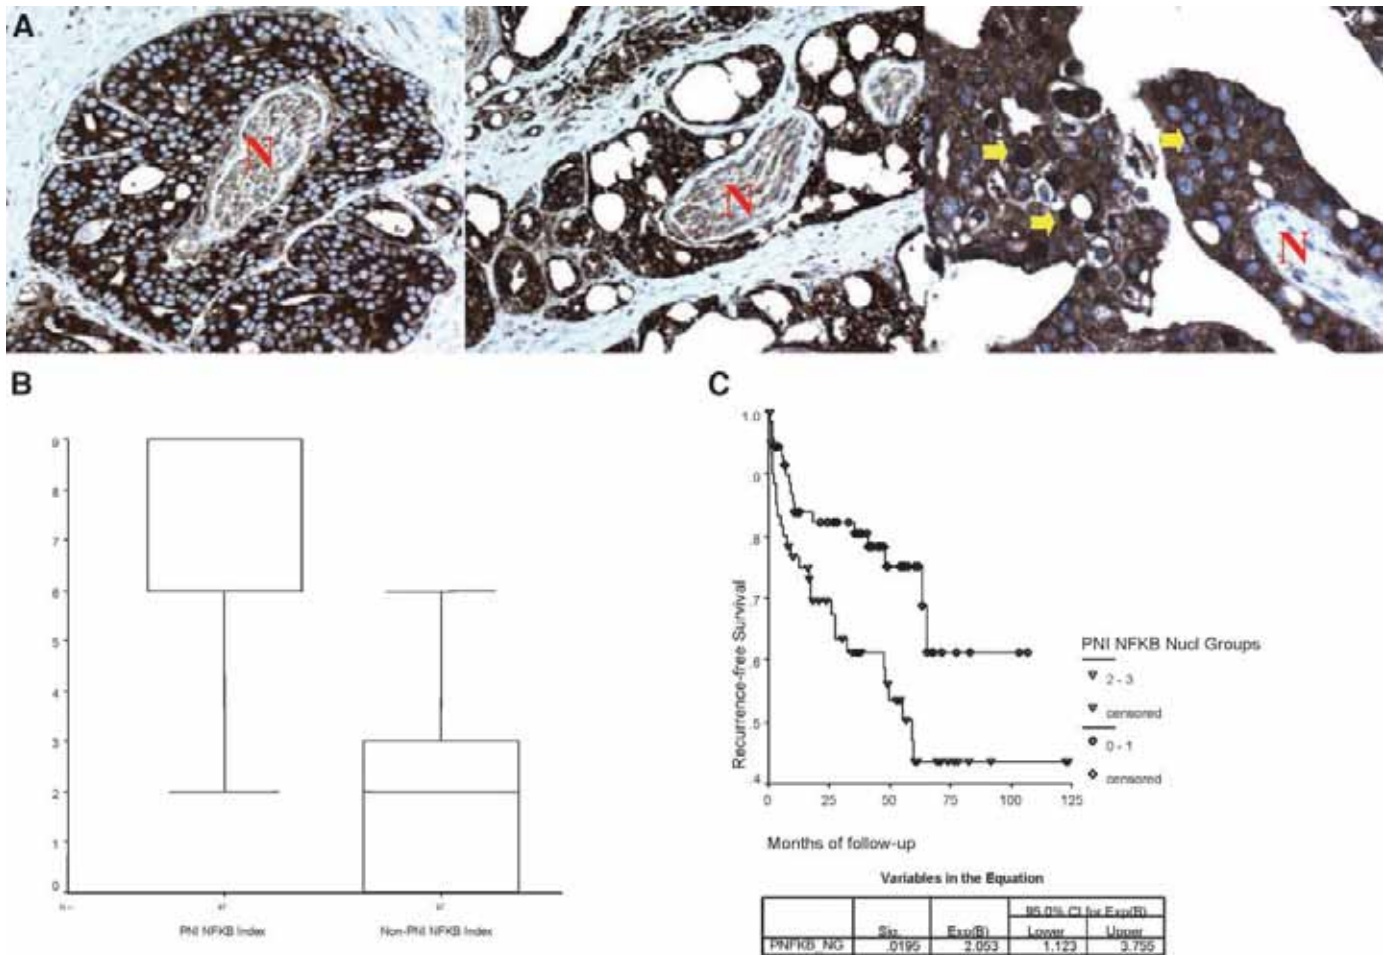 A
N
N
N
B
9
8
7
6
5
4
3
2
1
0
PNI NFKB Index
Non-PNI NFKB Index
C
Recurrence-free Survival
1.0
.9
.8
.7
.6
.5
.4
0 25 50 75 100 125
Months of follow-up
PNI NFKB Nucl Groups
2 - 3
censored
0 - 1
censored
Variables in the Equation
95.0% CI for Exp(B)
Sig. Exp(B) Lower Upper
PNFKB_NG .0195 2.053 1.123 3.755